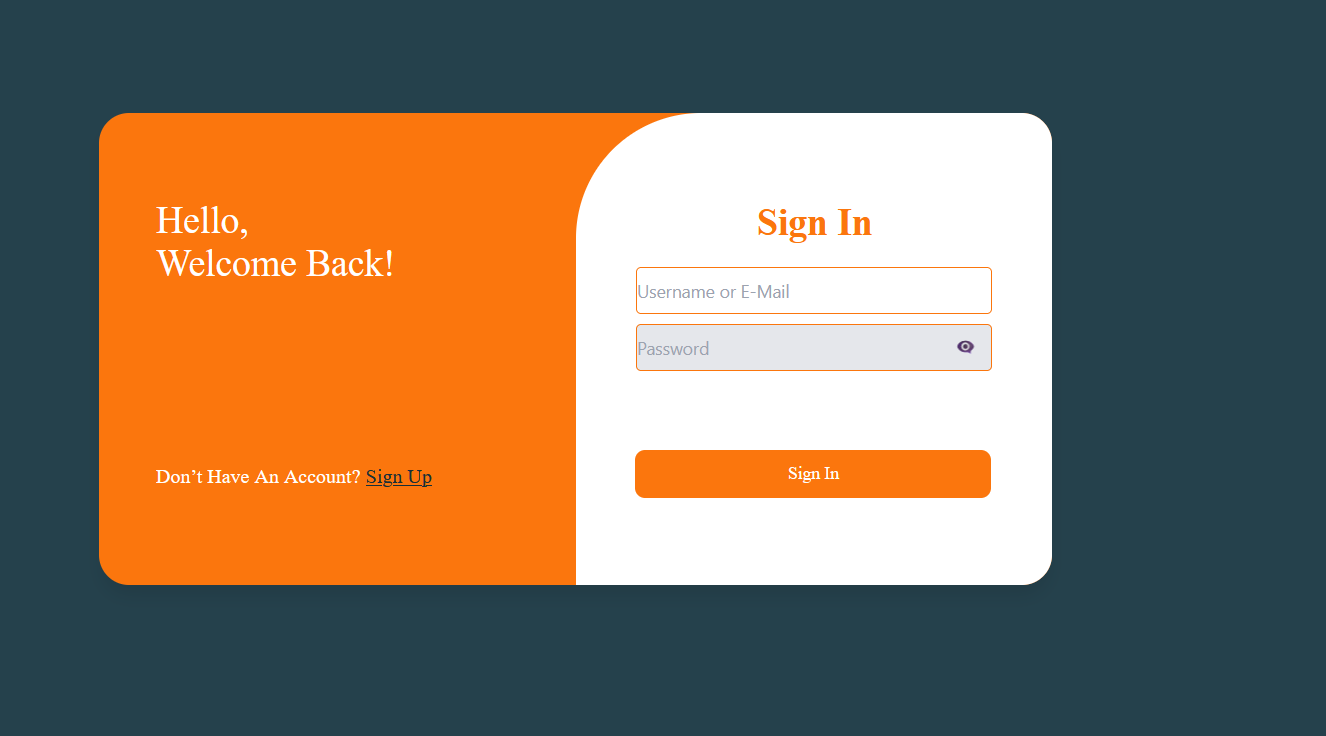 Hello,
Welcome Back!
Don’t Have An Account? Sign Up
Sign In
Username or E-Mail
Password
Sign In